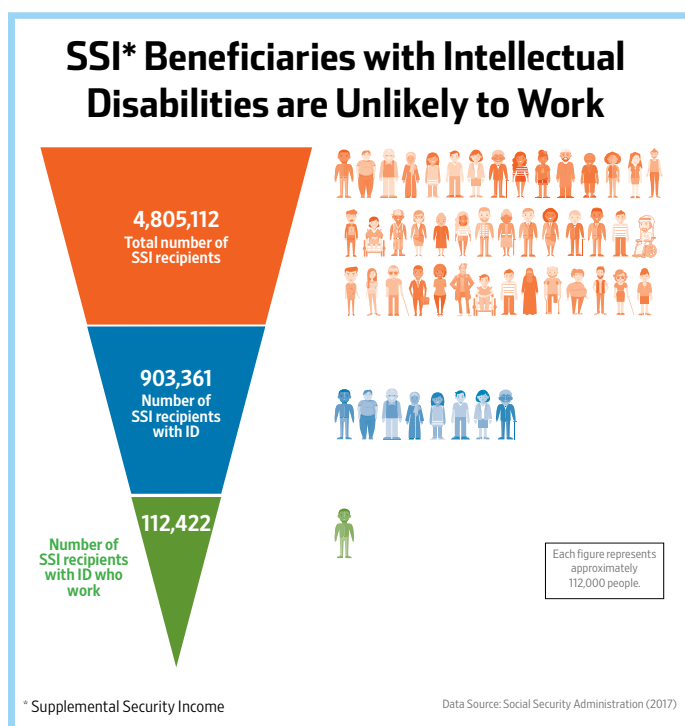 SSI* Beneficiaries with Intellectual
Disabilities are Unlikely to Work
4,805,112
Total number of
SSI recipients
903,361
Number of
SSI recipients
with ID
112,422
Number of
SSI recipients
with ID who
work
Each figure represents
approximately
112,000 people.
* Supplemental Security Income
Data Source: Social Security Administration (2017)